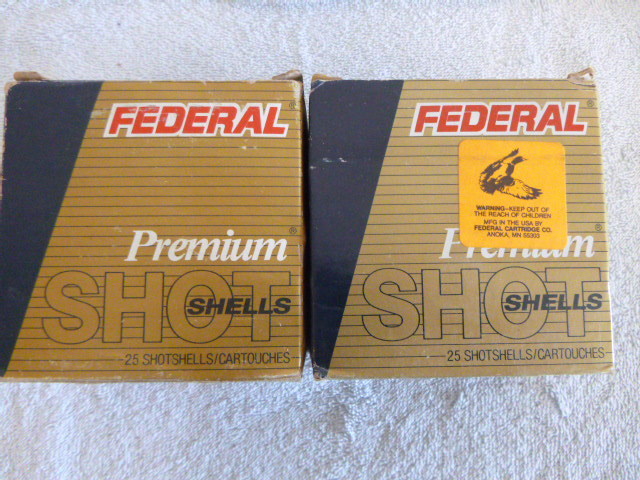 FEDERAL®
Premium®
SHOT
SHELLS
25 SHOTSHELLS/CARTOUCHES
FEDERAL®
WARNING-KEEP OUT OF
THE REACH OF CHILDREN
MFG IN THE USA BY
FEDERAL CARTRIDGE CO.
ANOKA, MN 55303
Premium®
SHOT
SHELLS
25 SHOTSHELLS/CARTOUCHES